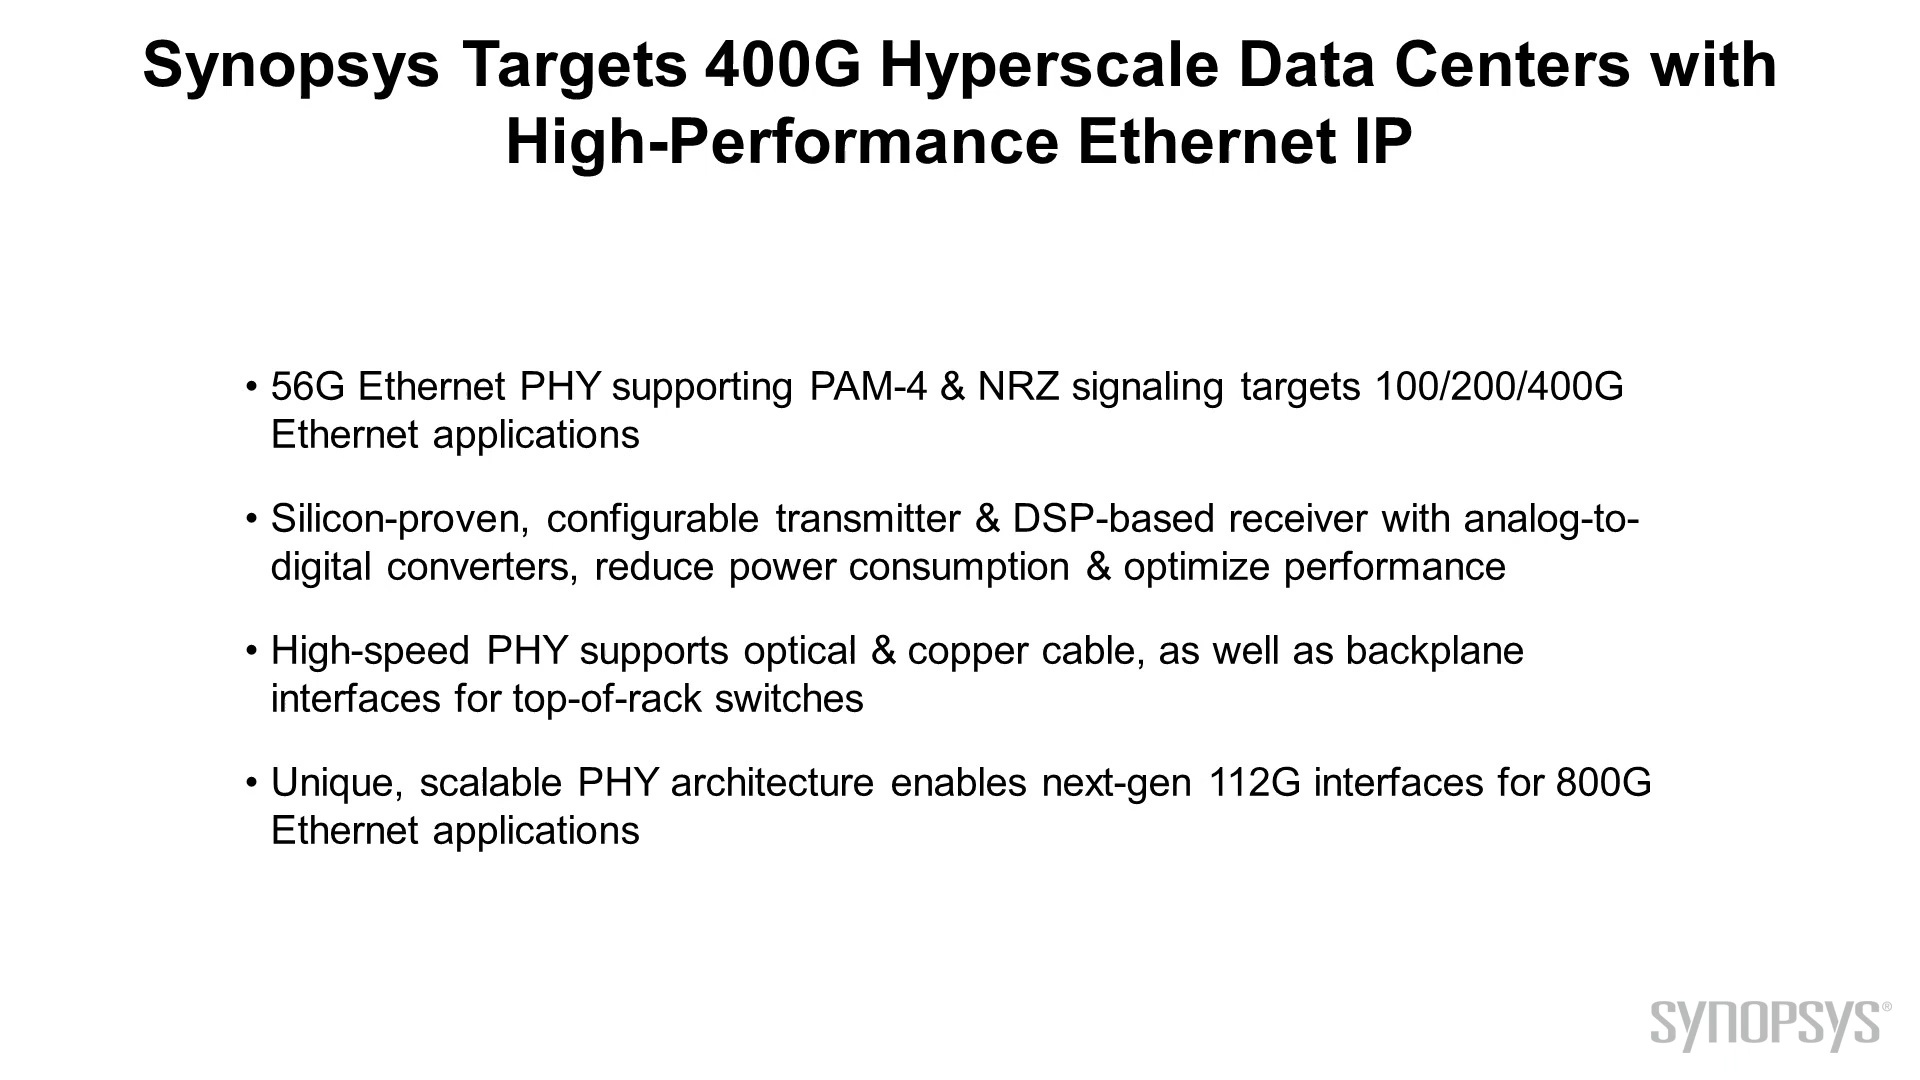 Synopsys Targets 400G Hyperscale Data Centers with
High-Performance Ethernet IP
• 56G Ethernet PHY supporting PAM-4 & NRZ signaling targets 100/200/400G
Ethernet applications
• Silicon-proven, configurable transmitter & DSP-based receiver with analog-to-
digital converters, reduce power consumption & optimize performance
• High-speed PHY supports optical & copper cable, as well as backplane
interfaces for top-of-rack switches
• Unique, scalable PHY architecture enables next-gen 112G interfaces for 800G
Ethernet applications
SYNOPSYS®